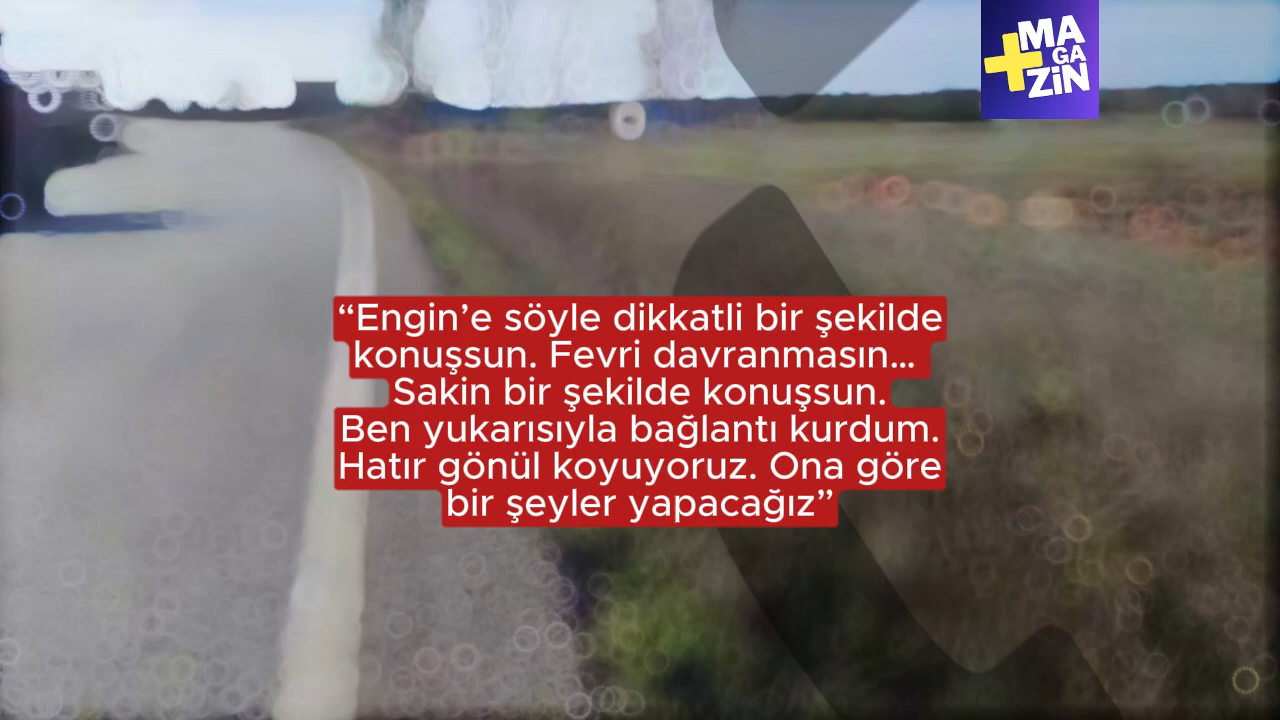 +MA
GA
ZİN
“Engin’e söyle dikkatli bir şekilde
konuşsun. Fevri davranmasın...
Sakin bir şekilde konuşsun.
Ben yukarısıyla bağlantı kurdum.
Hatır gönül koyuyoruz. Ona göre
bir şeyler yapacağız”